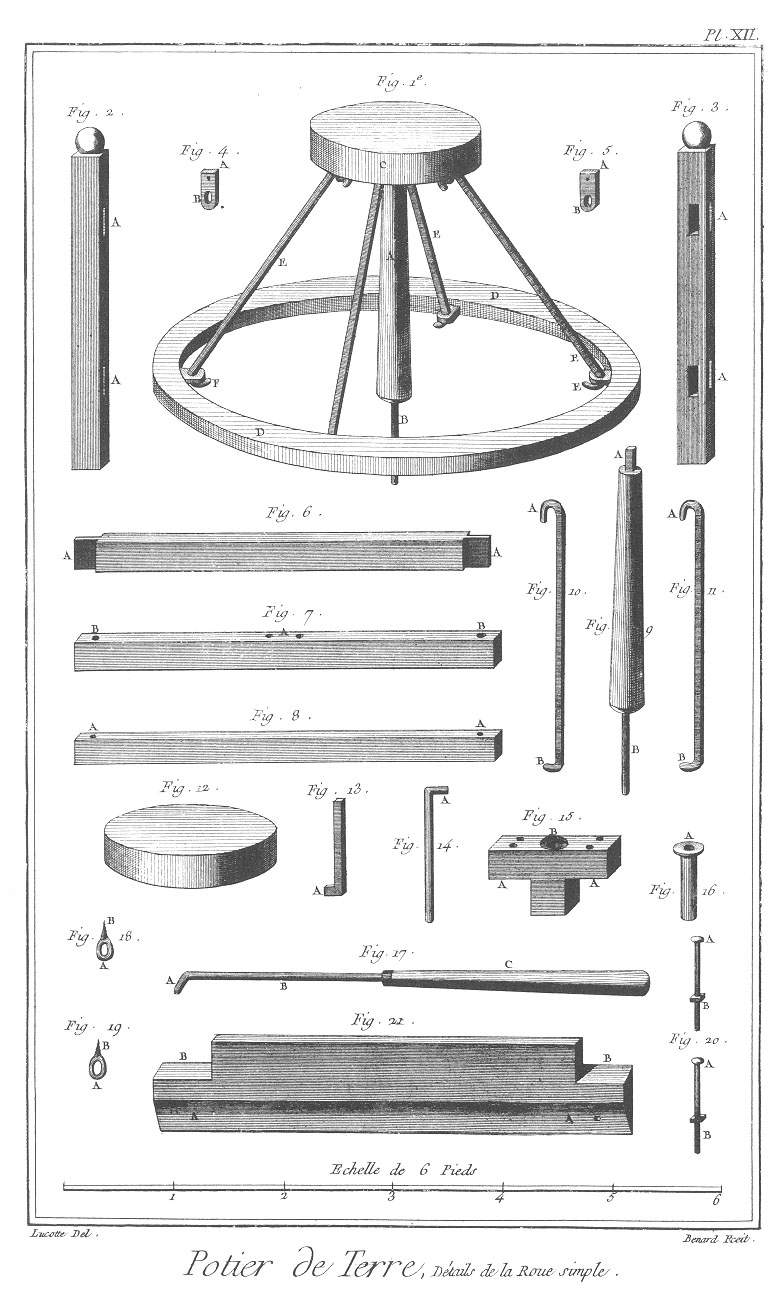 Pl. XII.
Fig. 1e.
Fig. 2.
Fig. 3.
Fig. 4.
Fig. 5.
A
A
C
B
B
A
A
A
E
E
D
A
A
E
F
E
B
D
A
A
A
Fig. 6.
A
A
Fig. 10.
Fig. 9
Fig. 11.
Fig. 7.
B
A
B
Fig. 8.
A
A
B
B
B
Fig. 12.
Fig. 13.
A
Fig. 14.
A
Fig. 15.
B
A
A
A
Fig. 16.
Fig. 18.
B
A
Fig. 17.
A
B
C
A
B
Fig. 19.
B
A
Fig. 21.
B
B
A
A
Fig. 20.
A
B
Echelle de 6 Pieds
1 2 3 4 5 6
Lucotte Del.
Benard Fecit.
Potier de Terre, Détails de la Roue simple.